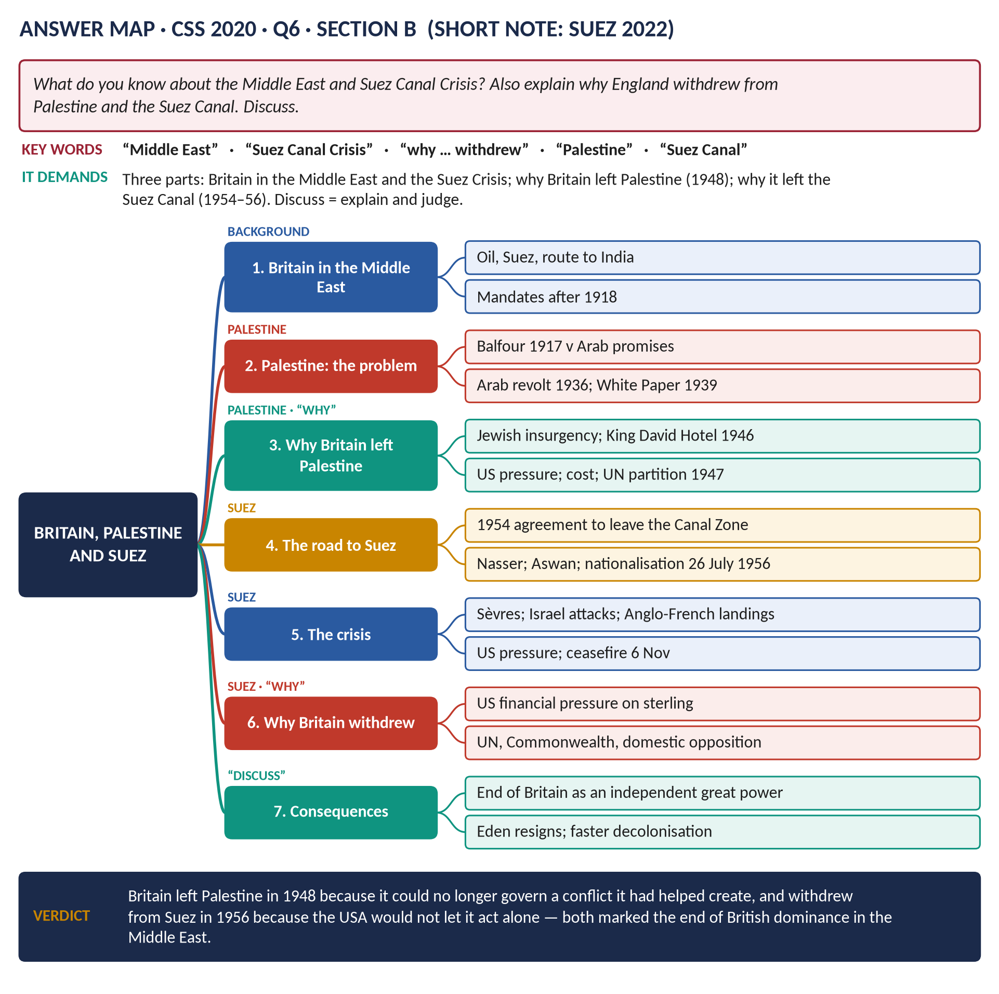 ANSWER MAP · CSS 2020 · Q6 · SECTION B (SHORT NOTE: SUEZ 2022)
What do you know about the Middle East and Suez Canal Crisis? Also explain why England withdrew from
Palestine and the Suez Canal. Discuss.
KEY WORDS “Middle East” · “Suez Canal Crisis” · “why … withdrew” · “Palestine” · “Suez Canal”
IT DEMANDS Three parts: Britain in the Middle East and the Suez Crisis; why Britain left Palestine (1948); why it left the
Suez Canal (1954–56). Discuss = explain and judge.
BRITAIN, PALESTINE
AND SUEZ
BACKGROUND
1. Britain in the Middle
East
Oil, Suez, route to India
Mandates after 1918
PALESTINE
2. Palestine: the problem
Balfour 1917 v Arab promises
Arab revolt 1936; White Paper 1939
PALESTINE · “WHY”
3. Why Britain left
Palestine
Jewish insurgency; King David Hotel 1946
US pressure; cost; UN partition 1947
SUEZ
4. The road to Suez
1954 agreement to leave the Canal Zone
Nasser; Aswan; nationalisation 26 July 1956
SUEZ
5. The crisis
Sèvres; Israel attacks; Anglo-French landings
US pressure; ceasefire 6 Nov
SUEZ · “WHY”
6. Why Britain withdrew
US financial pressure on sterling
UN, Commonwealth, domestic opposition
“DISCUSS”
7. Consequences
End of Britain as an independent great power
Eden resigns; faster decolonisation
VERDICT
Britain left Palestine in 1948 because it could no longer govern a conflict it had helped create, and withdrew
from Suez in 1956 because the USA would not let it act alone — both marked the end of British dominance in the
Middle East.